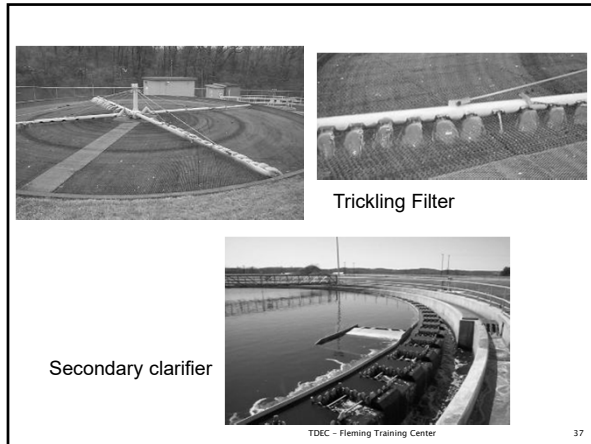 Trickling Filter
Secondary clarifier
TDEC - Fleming Training Center
37